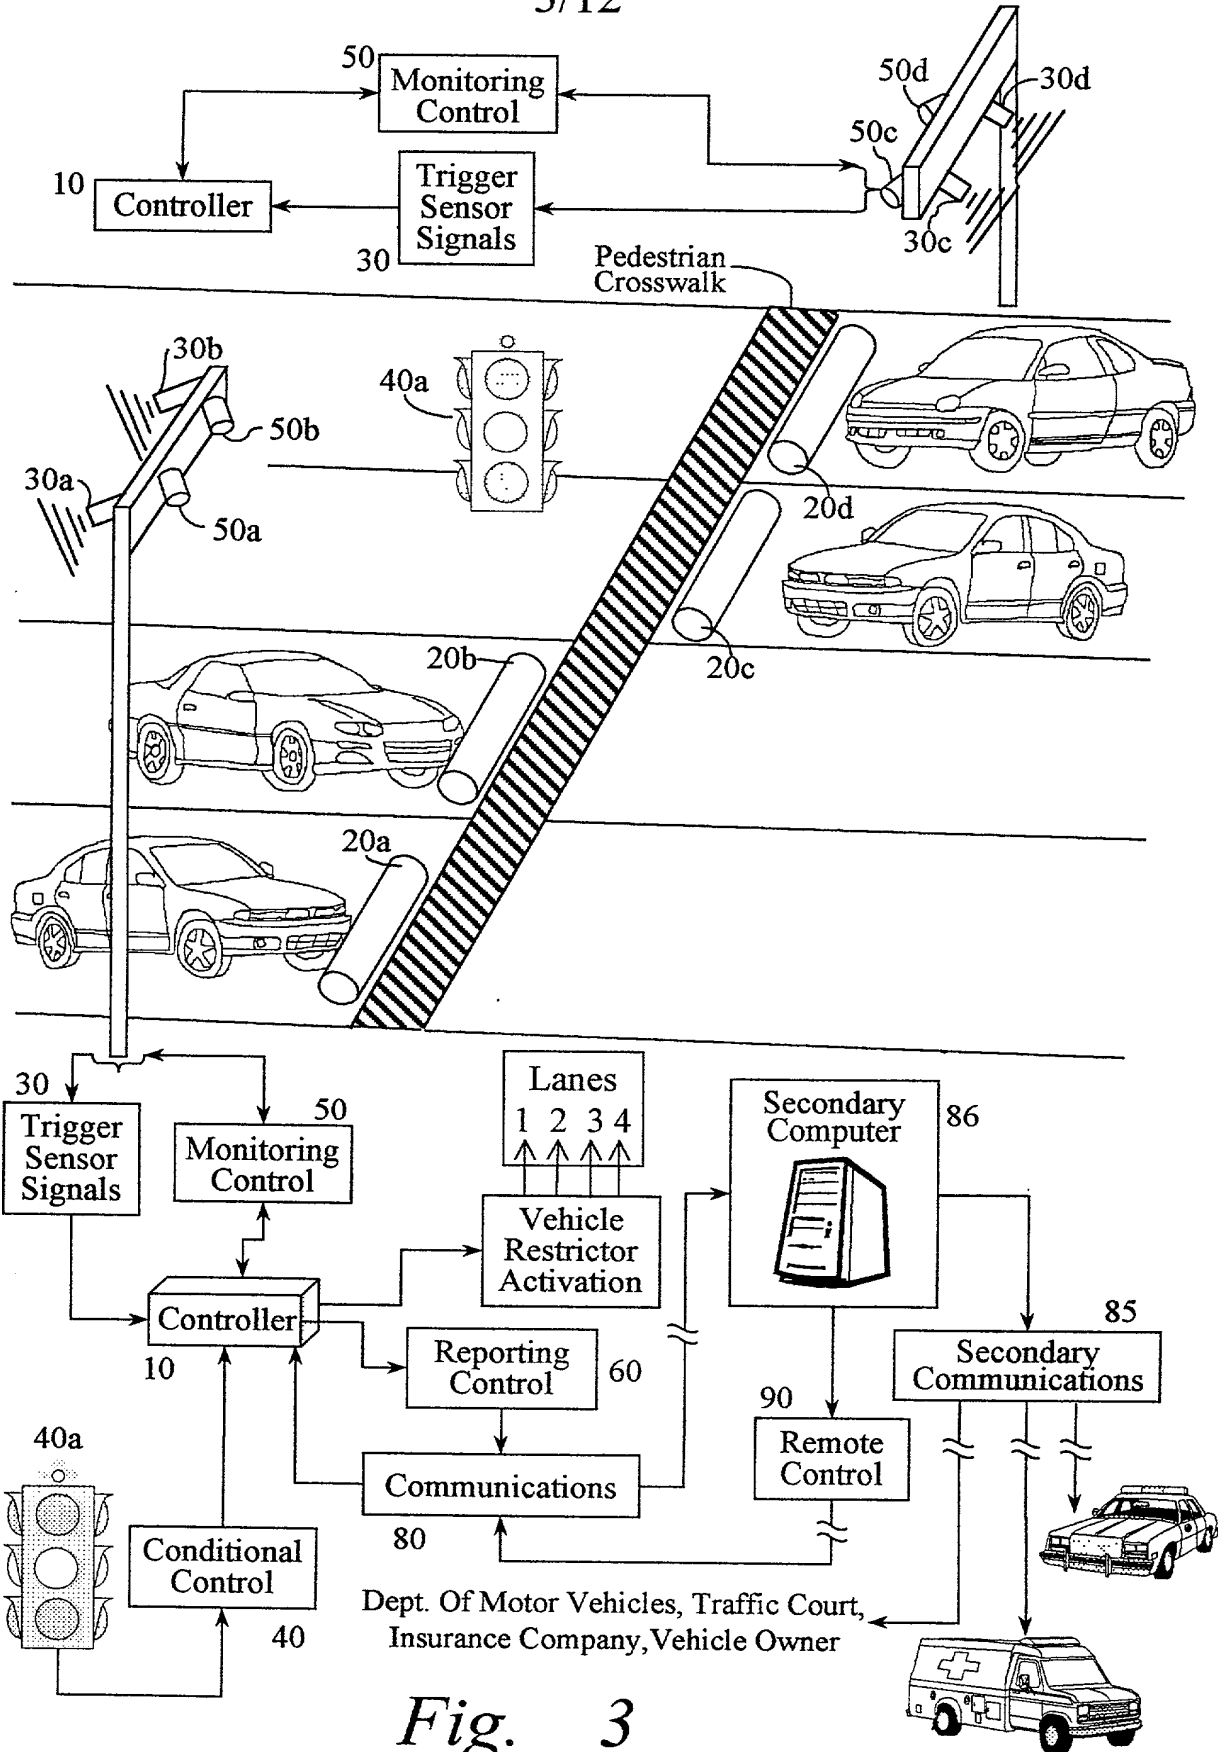 3/12
50
Monitoring
Control
50d
30d
50c
10
Controller
Trigger
Sensor
Signals
30
30c
Pedestrian
Crosswalk
30b
40a
50b
30a
50a
20d
20c
20b
20a
30
Trigger
Sensor
Signals
50
Monitoring
Control
Lanes
1 2 3 4
Secondary
Computer
86
Vehicle
Restrictor
Activation
Controller
10
Reporting
Control
60
85
Secondary
Communications
90
Remote
Control
40a
Communications
80
Conditional
Control
40
Dept. Of Motor Vehicles, Traffic Court,
Insurance Company, Vehicle Owner
Fig. 3